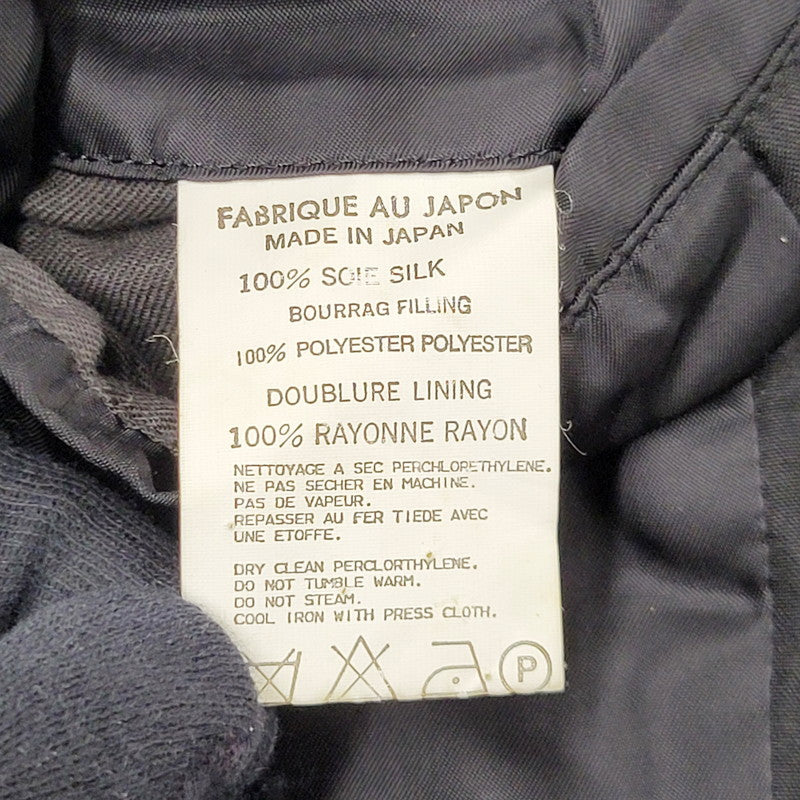 FABRIQUE AU JAPON
MADE IN JAPAN
100% SOIE SILK
BOURRAG FILLING
100% POLYESTER POLYESTER
DOUBLURE LINING
100% RAYONNE RAYON
NETTOYAGE A SEC PERCHLORETHYLENE.
NE PAS SECHER EN MACHINE.
PAS DE VAPEUR.
REPASSER AU FER TIEDE AVEC
UNE ETOFFE.
DRY CLEAN PERCLORTHYLENE.
DO NOT TUMBLE WARM.
DO NOT STEAM.
COOL IRON WITH PRESS CLOTH.
P